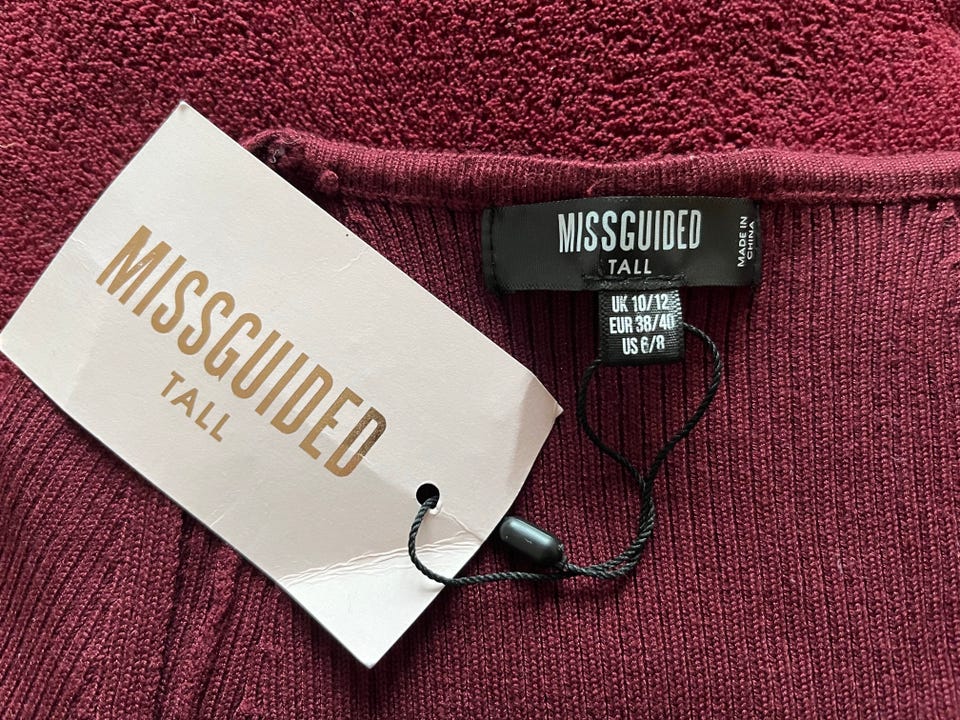 MISSGUIDED
TALL
MISSGUIDED
TALL
MADE IN
CHINA
UK 10/12
EUR 38/40
US 6/8